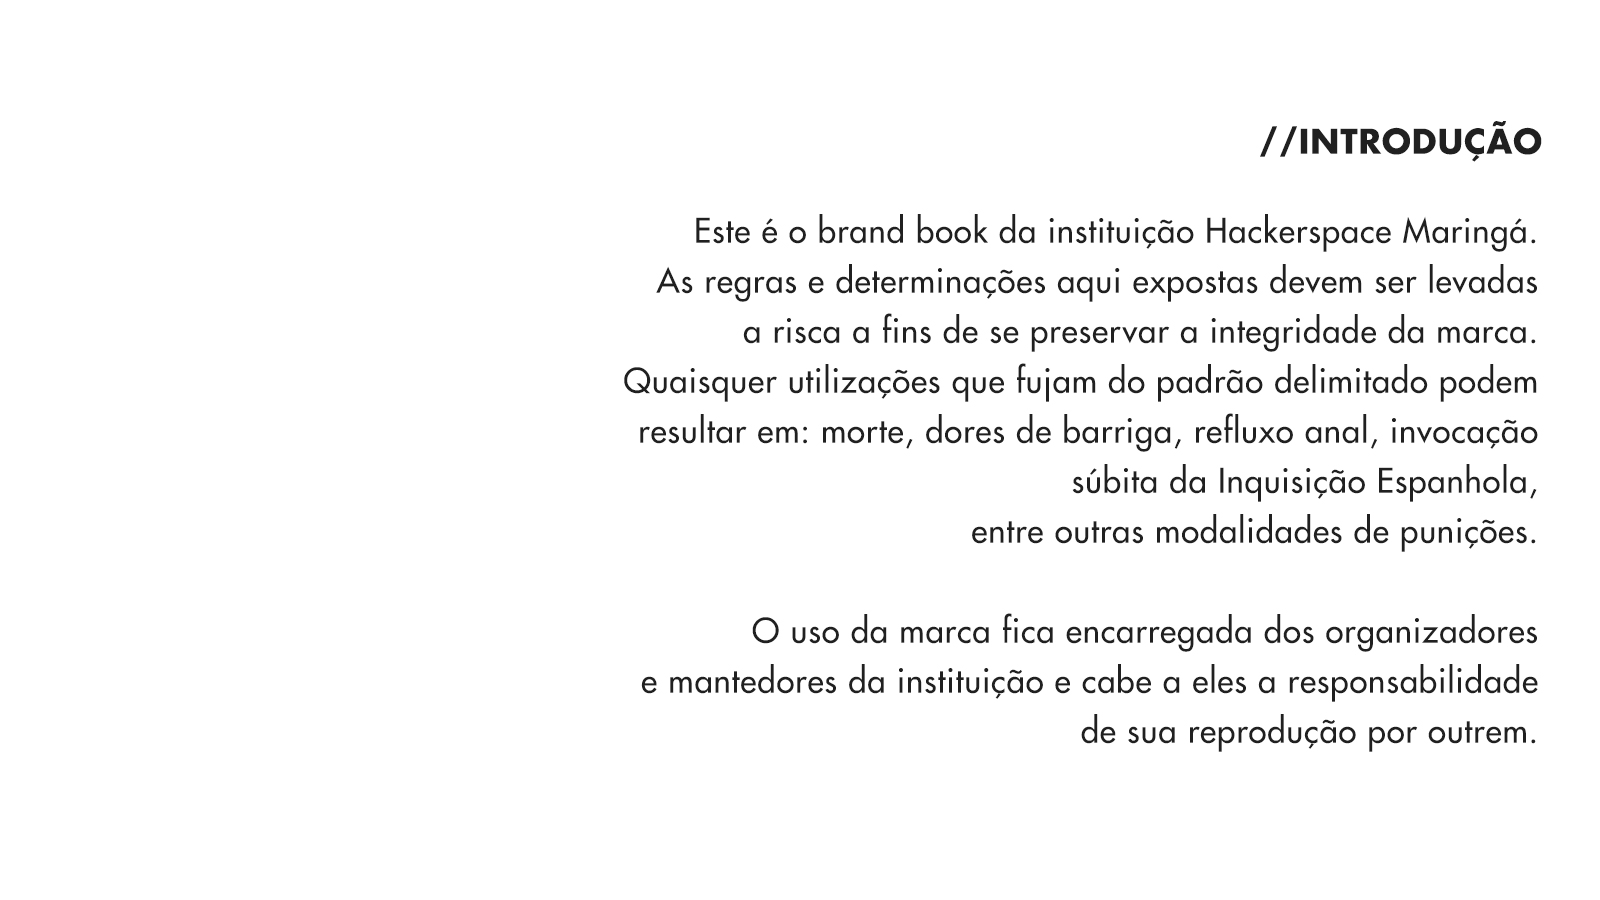 //INTRODUÇÃO
Este é o brand book da instituição Hackerspace Maringá.
As regras e determinações aqui expostas devem ser levadas
a risca a fins de se preservar a integridade da marca.
Quaisquer utilizações que fujam do padrão delimitado podem
resultar em: morte, dores de barriga, refluxo anal, invocação
súbita da Inquisição Espanhola,
entre outras modalidades de punições.
O uso da marca fica encarregada dos organizadores
e mantedores da instituição e cabe a eles a responsabilidade
de sua reprodução por outrem.